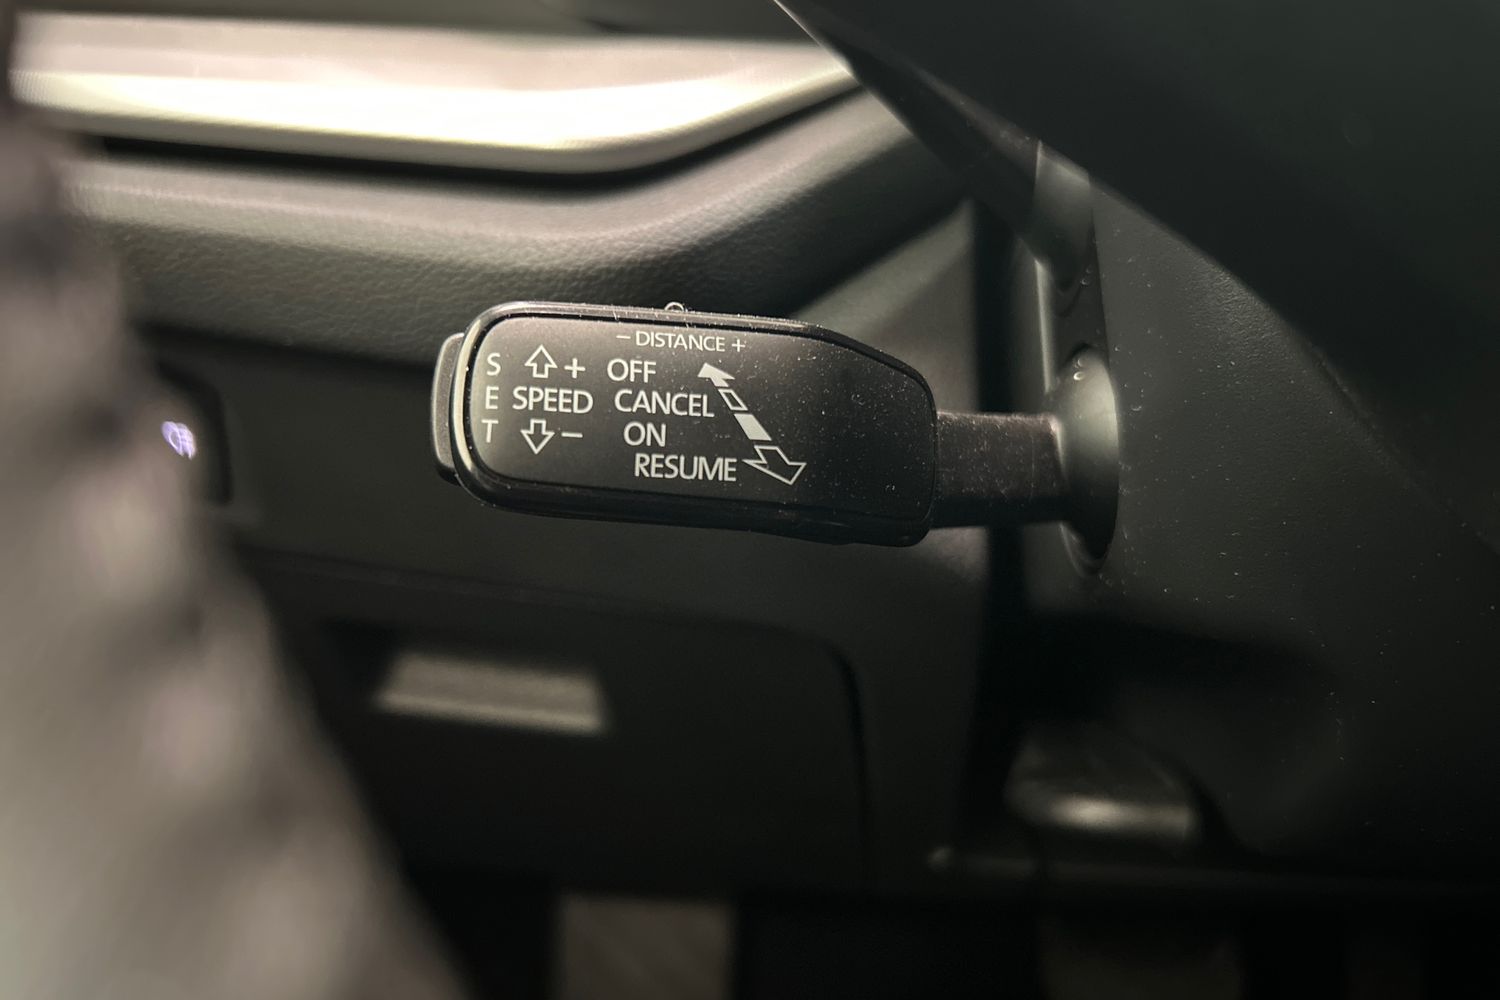 − DISTANCE +
S + OFF
E SPEED CANCEL
T − ON
RESUME